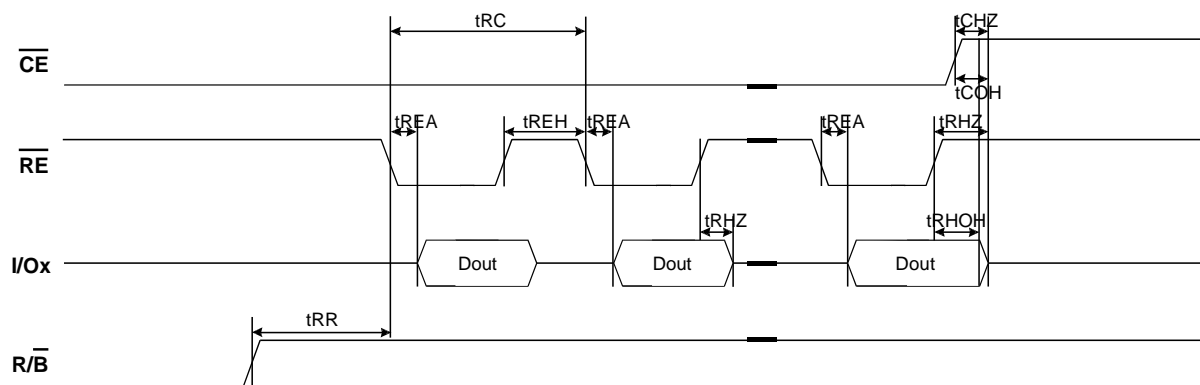 tRC
tCHZ
CE
tCOH
tREA
tREH
tREA
tREA
tRHZ
RE
tRHZ
tRHOH
I/Ox
Dout
Dout
Dout
tRR
R/B